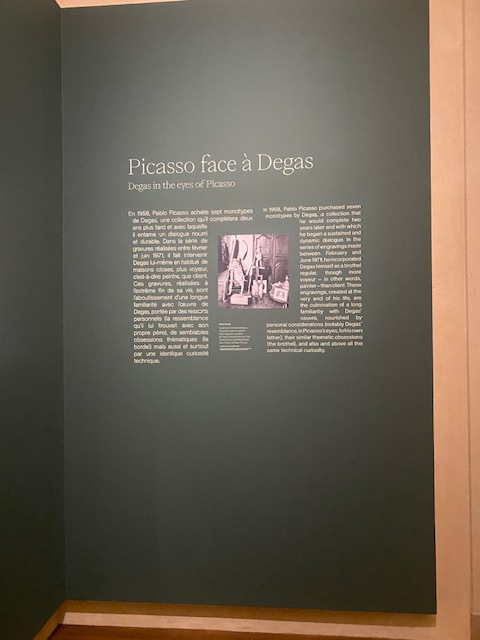 Picasso face à Degas
Degas in the eyes of Picasso
En 1958, Pablo Picasso achète sept monotypes
de Degas, une collection qu'il complétera deux
ans plus tard et avec laquelle
il entame un dialogue nourri
et durable. Dans la série de
gravures réalisées entre février
et juin 1971, il fait intervenir
Degas lui-même en habitué de
maisons closes, plus voyeur,
c'est-à-dire peintre, que client.
Ces gravures, réalisées à
l'extrême fin de sa vie, sont
l'aboutissement d'une longue
familiarité avec l'œuvre de
Degas, portée par des ressorts
personnels (la ressemblance
qu'il lui trouvait avec son
propre père), de semblables
obsessions thématiques (le
bordel) mais aussi et surtout
par une identique curiosité
technique.
In 1958, Pablo Picasso purchased seven
monotypes by Degas, a collection that
he would complete two
years later and with which
he began a sustained and
dynamic dialogue. In the
series of engravings made
between February and
June 1971, he incorporated
Degas himself as a brothel
regular, though more
voyeur – in other words,
painter – than client. These
engravings, created at the
very end of his life, are
the culmination of a long
familiarity with Degas'
oeuvre, nourished by
personal considerations (notably Degas'
resemblance, in Picasso's eyes, to his own
father), their similar thematic obsessions
(the brothel), and also and above all the
same technical curiosity.